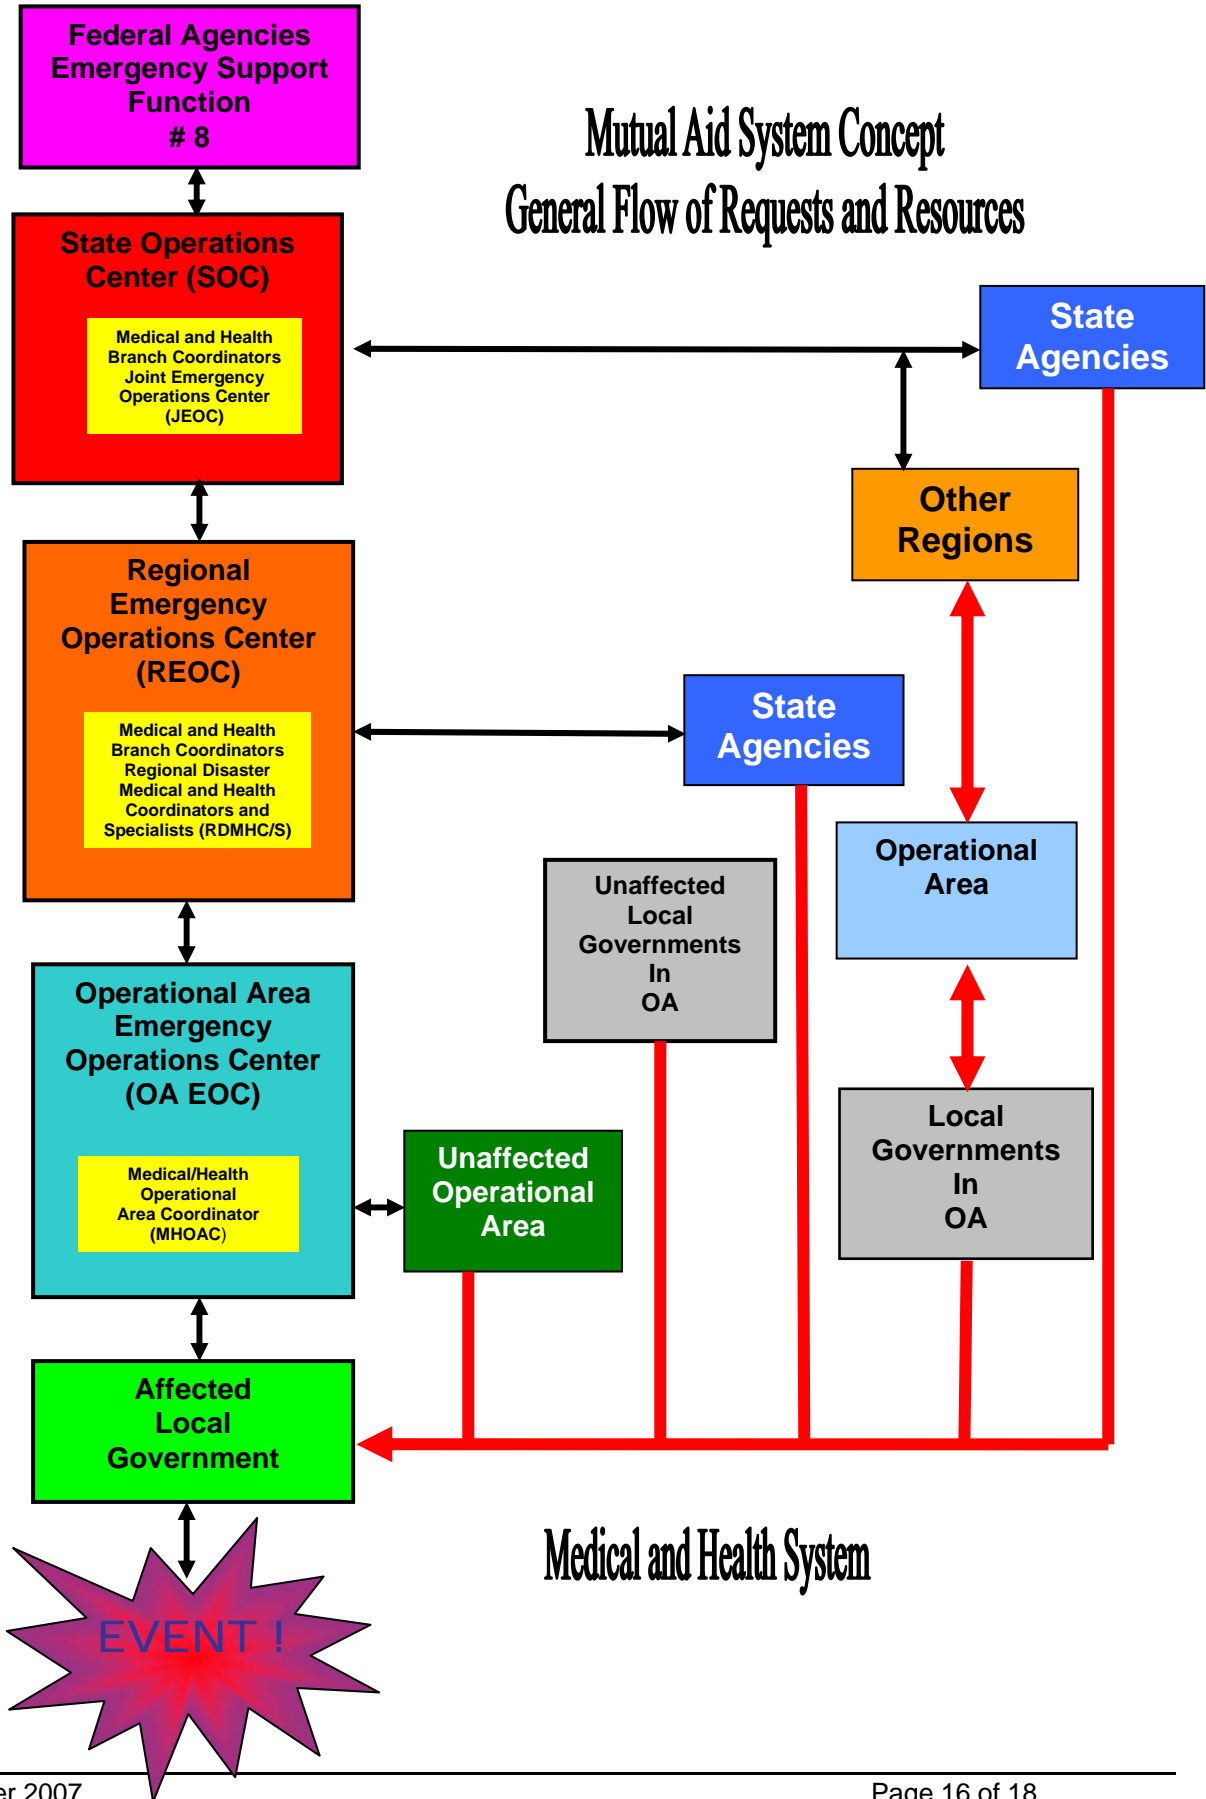 Federal Agencies
Emergency Support
Function
# 8
Mutual Aid System Concept
General Flow of Requests and Resources
State Operations
Center (SOC)
Medical and Health
Branch Coordinators
Joint Emergency
Operations Center
(JEOC)
State
Agencies
Other
Regions
Regional
Emergency
Operations Center
(REOC)
Medical and Health
Branch Coordinators
Regional Disaster
Medical and Health
Coordinators and
Specialists (RDMHC/S)
State
Agencies
Operational
Area
Unaffected
Local
Governments
In
OA
Operational Area
Emergency
Operations Center
(OA EOC)
Medical/Health
Operational
Area Coordinator
(MHOAC)
Unaffected
Operational
Area
Local
Governments
In
OA
Affected
Local
Government
Medical and Health System
EVENT !
er 2007
Page 16 of 18